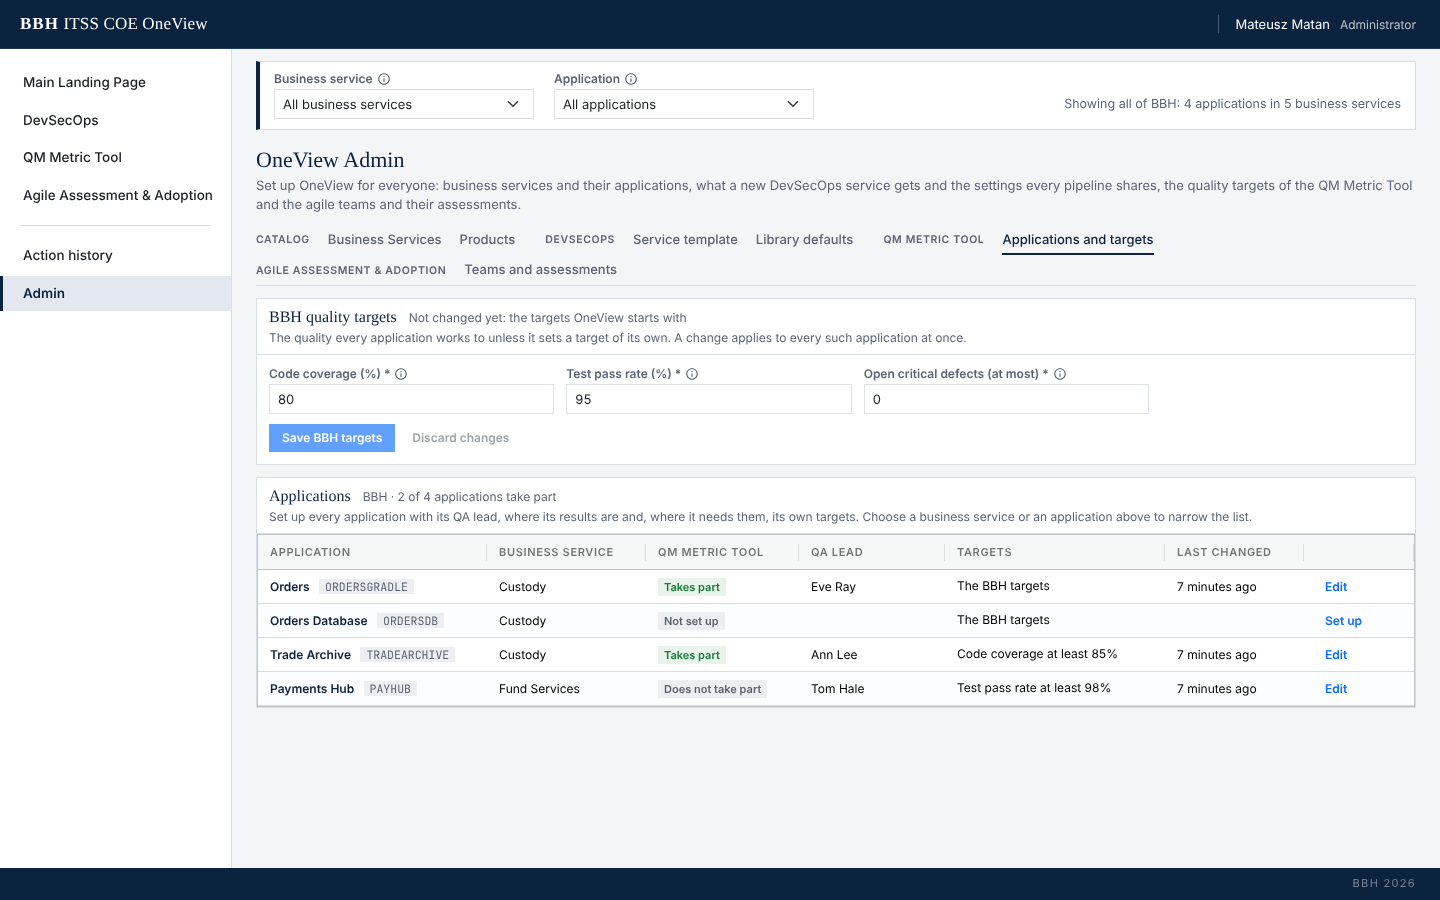 BBH ITSS COE OneView
Mateusz Matan Administrator
Main Landing Page
DevSecOps
QM Metric Tool
Agile Assessment & Adoption
Action history
Admin
Business service
Application
All business services
All applications
Showing all of BBH: 4 applications in 5 business services
OneView Admin
Set up OneView for everyone: business services and their applications, what a new DevSecOps service gets and the settings every pipeline shares, the quality targets of the QM Metric Tool
and the agile teams and their assessments.
CATALOG Business Services Products DEVSECOPS Service template Library defaults QM METRIC TOOL Applications and targets
AGILE ASSESSMENT & ADOPTION Teams and assessments
BBH quality targets Not changed yet: the targets OneView starts with
The quality every application works to unless it sets a target of its own. A change applies to every such application at once.
Code coverage (%) * Test pass rate (%) * Open critical defects (at most) *
80 95 0
Save BBH targets Discard changes
Applications BBH · 2 of 4 applications take part
Set up every application with its QA lead, where its results are and, where it needs them, its own targets. Choose a business service or an application above to narrow the list.
APPLICATION BUSINESS SERVICE QM METRIC TOOL QA LEAD TARGETS LAST CHANGED
Orders ORDERSGRADLE Custody Takes part Eve Ray The BBH targets 7 minutes ago Edit
Orders Database ORDERSDB Custody Not set up The BBH targets Set up
Trade Archive TRADEARCHIVE Custody Takes part Ann Lee Code coverage at least 85% 7 minutes ago Edit
Payments Hub PAYHUB Fund Services Does not take part Tom Hale Test pass rate at least 98% 7 minutes ago Edit
BBH 2026